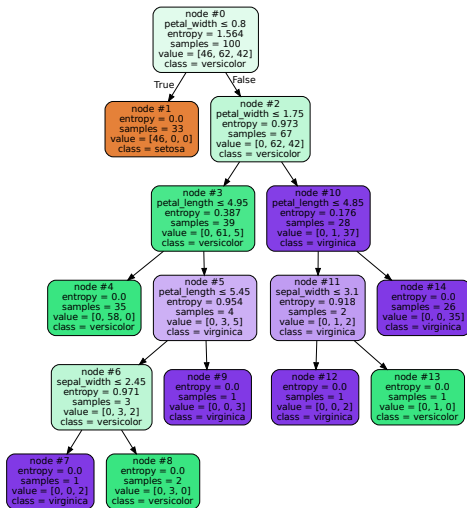 node #0
petal_width ≤ 0.8
entropy = 1.564
samples = 100
value = [46, 62, 42]
class = versicolor
True
False
node #1
entropy = 0.0
samples = 33
value = [46, 0, 0]
class = setosa
node #2
petal_width ≤ 1.75
entropy = 0.973
samples = 67
value = [0, 62, 42]
class = versicolor
node #3
petal_length ≤ 4.95
entropy = 0.387
samples = 39
value = [0, 61, 5]
class = versicolor
node #10
petal_length ≤ 4.85
entropy = 0.176
samples = 28
value = [0, 1, 37]
class = virginica
node #4
entropy = 0.0
samples = 35
value = [0, 58, 0]
class = versicolor
node #5
petal_length ≤ 5.45
entropy = 0.954
samples = 4
value = [0, 3, 5]
class = virginica
node #11
sepal_width ≤ 3.1
entropy = 0.918
samples = 2
value = [0, 1, 2]
class = virginica
node #14
entropy = 0.0
samples = 26
value = [0, 0, 35]
class = virginica
node #6
sepal_width ≤ 2.45
entropy = 0.971
samples = 3
value = [0, 3, 2]
class = versicolor
node #9
entropy = 0.0
samples = 1
value = [0, 0, 3]
class = virginica
node #12
entropy = 0.0
samples = 1
value = [0, 0, 2]
class = virginica
node #13
entropy = 0.0
samples = 1
value = [0, 1, 0]
class = versicolor
node #7
entropy = 0.0
samples = 1
value = [0, 0, 2]
class = virginica
node #8
entropy = 0.0
samples = 2
value = [0, 3, 0]
class = versicolor